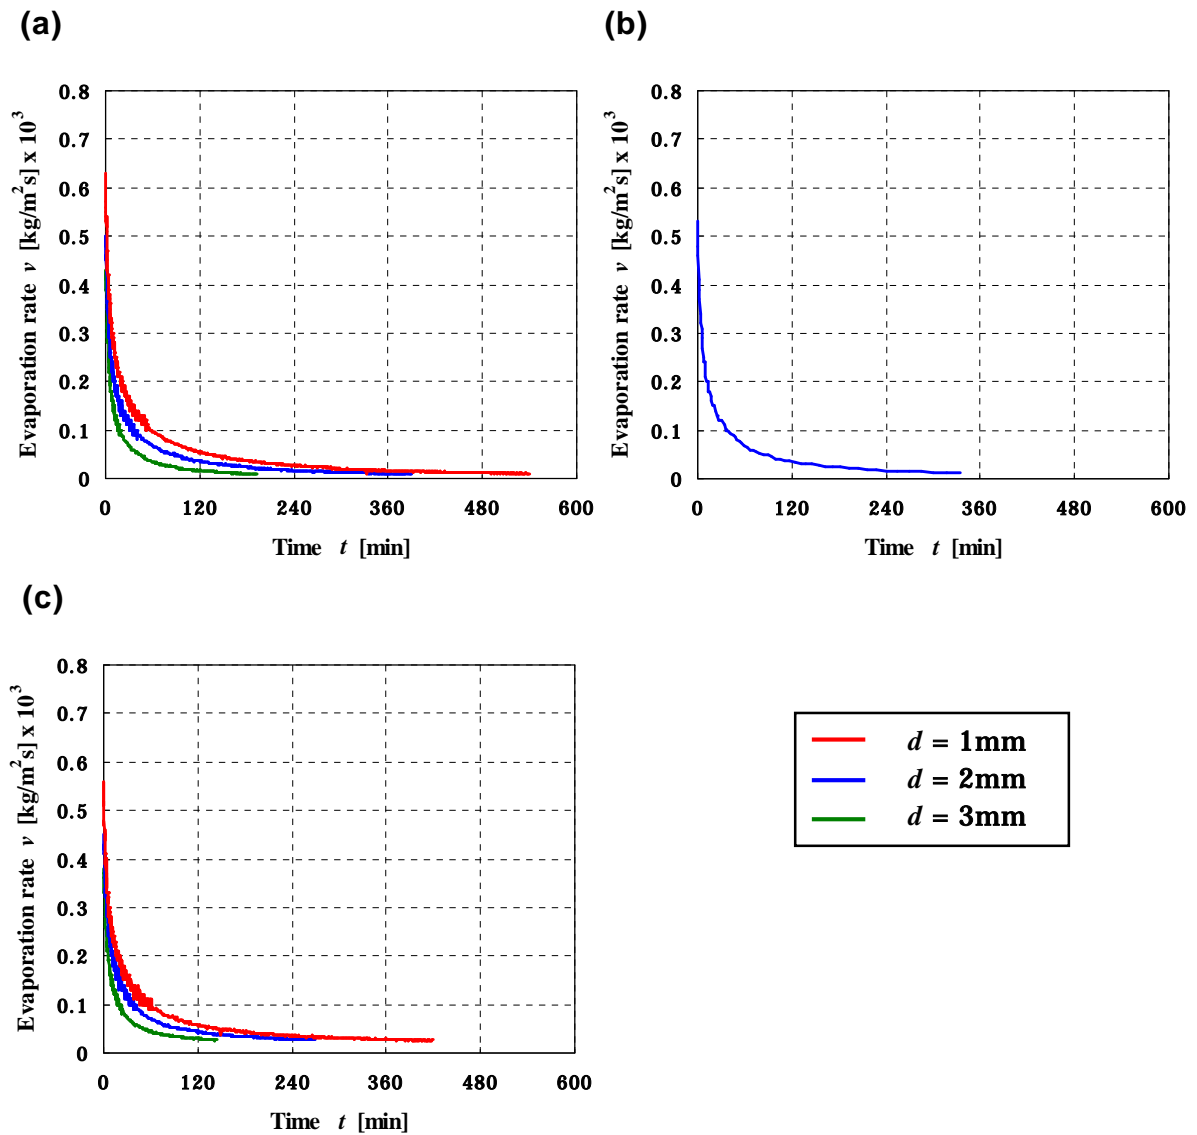 (a)
Evaporation rate v [kg/m²s] x 10³
0.8
0.7
0.6
0.5
0.4
0.3
0.2
0.1
0
0 120 240 360 480 600
Time t [min]
(b)
Evaporation rate v [kg/m²s] x 10³
0.8
0.7
0.6
0.5
0.4
0.3
0.2
0.1
0
0 120 240 360 480 600
Time t [min]
(c)
Evaporation rate v [kg/m²s] x 10³
0.8
0.7
0.6
0.5
0.4
0.3
0.2
0.1
0
0 120 240 360 480 600
Time t [min]
d = 1mm
d = 2mm
d = 3mm